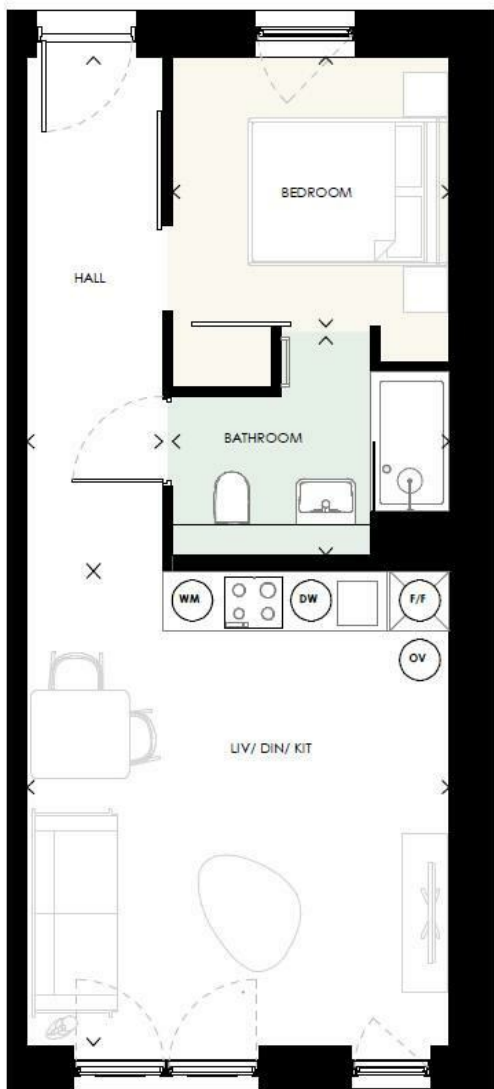 BEDROOM
HALL
BATHROOM
WM
DW
F/F
OV
LIV/ DIN/ KIT